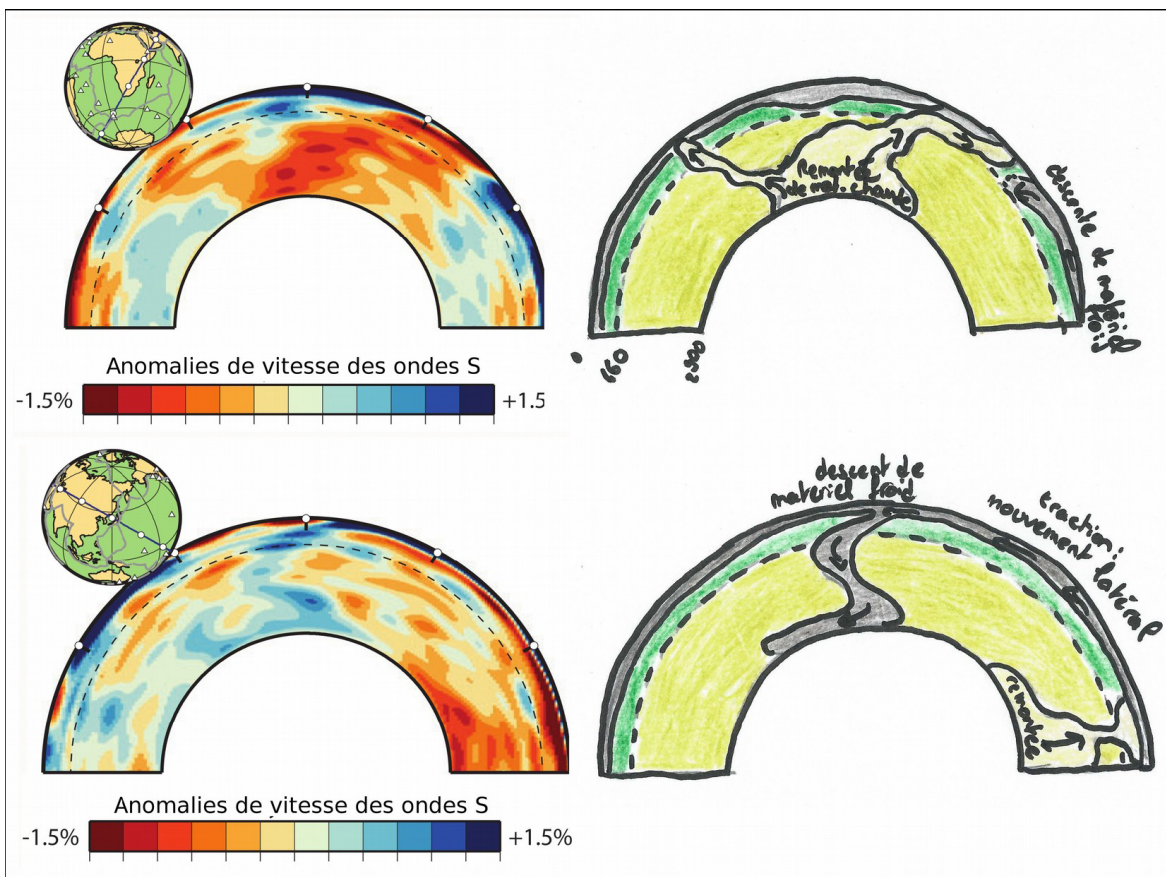 Anomalies de vitesse des ondes S
-1.5%
+1.5
Remontée
de mat. chaude
descente de matériel
froid
0
660
2900
Anomalies de vitesse des ondes S
-1.5%
+1.5%
descent de
materiel froid
traction:
mouvement latéral
remontée